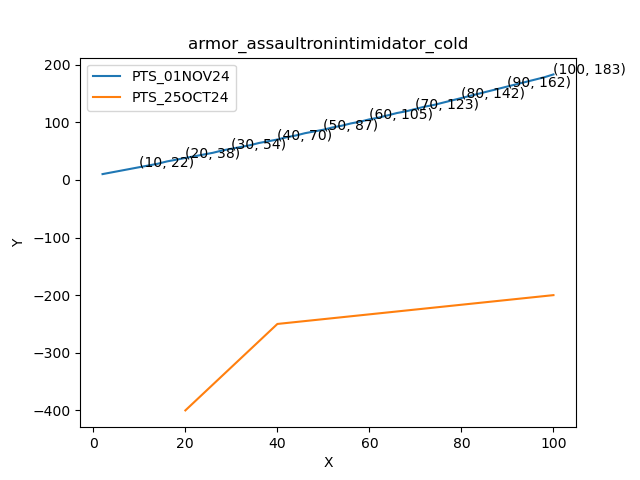 armor_assaultronintimidator_cold
PTS_01NOV24
PTS_25OCT24
(10, 22)
(20, 38)
(30, 54)
(40, 70)
(50, 87)
(60, 105)
(70, 123)
(80, 142)
(90, 162)
(100, 183)
200
100
0
−100
−200
−300
−400
Y
0 20 40 60 80 100
X